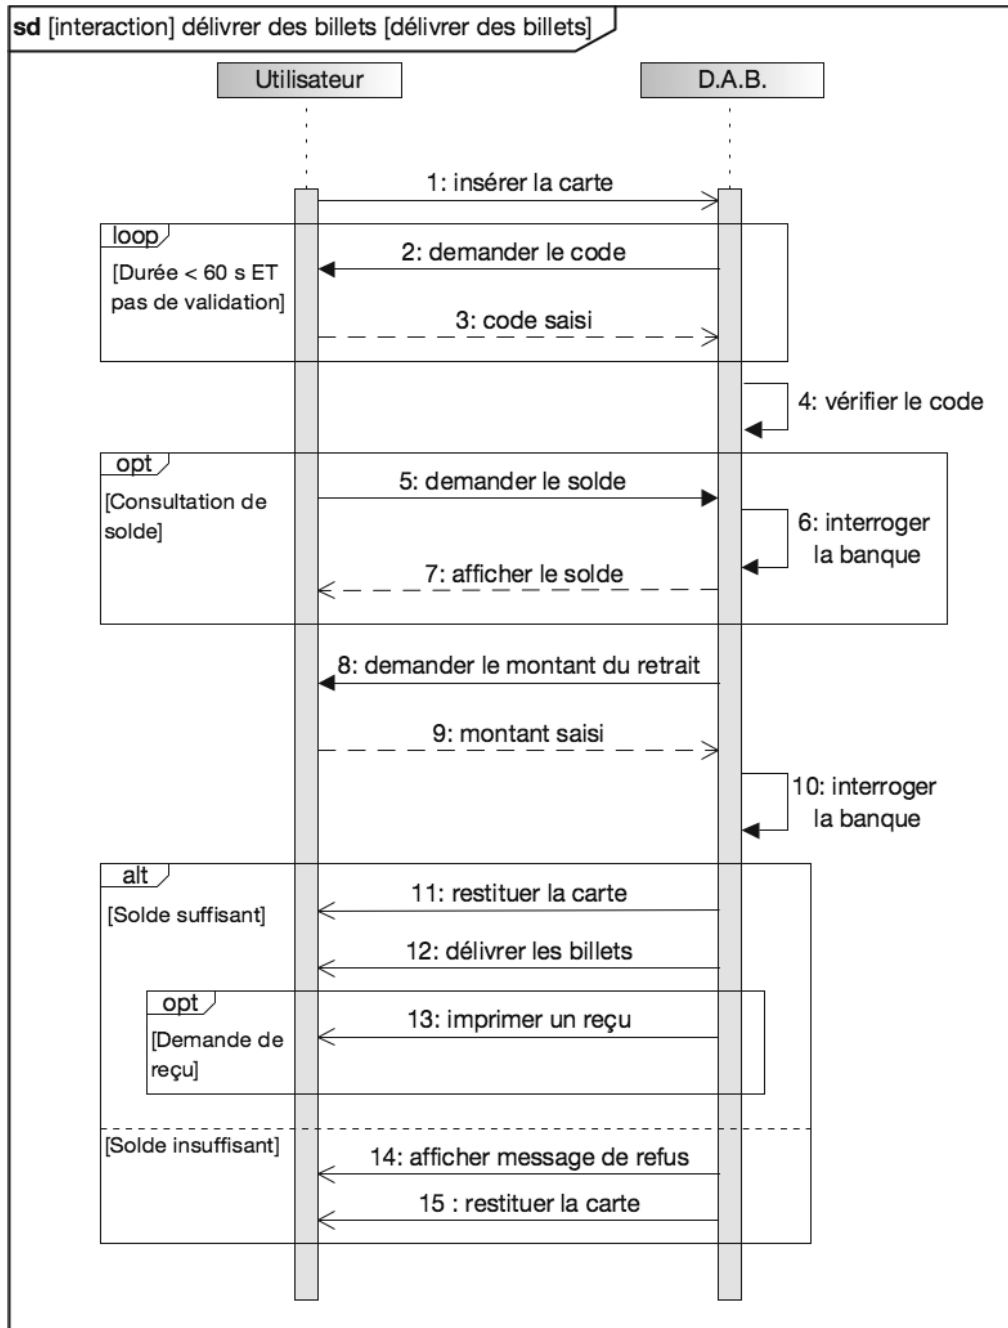 sd [interaction] délivrer des billets [délivrer des billets]
Utilisateur
D.A.B.
1: insérer la carte
loop
[Durée < 60 s ET
pas de validation]
2: demander le code
3: code saisi
4: vérifier le code
opt
[Consultation de
solde]
5: demander le solde
6: interroger
la banque
7: afficher le solde
8: demander le montant du retrait
9: montant saisi
10: interroger
la banque
alt
[Solde suffisant]
11: restituer la carte
12: délivrer les billets
opt
[Demande de
reçu]
13: imprimer un reçu
[Solde insuffisant]
14: afficher message de refus
15 : restituer la carte